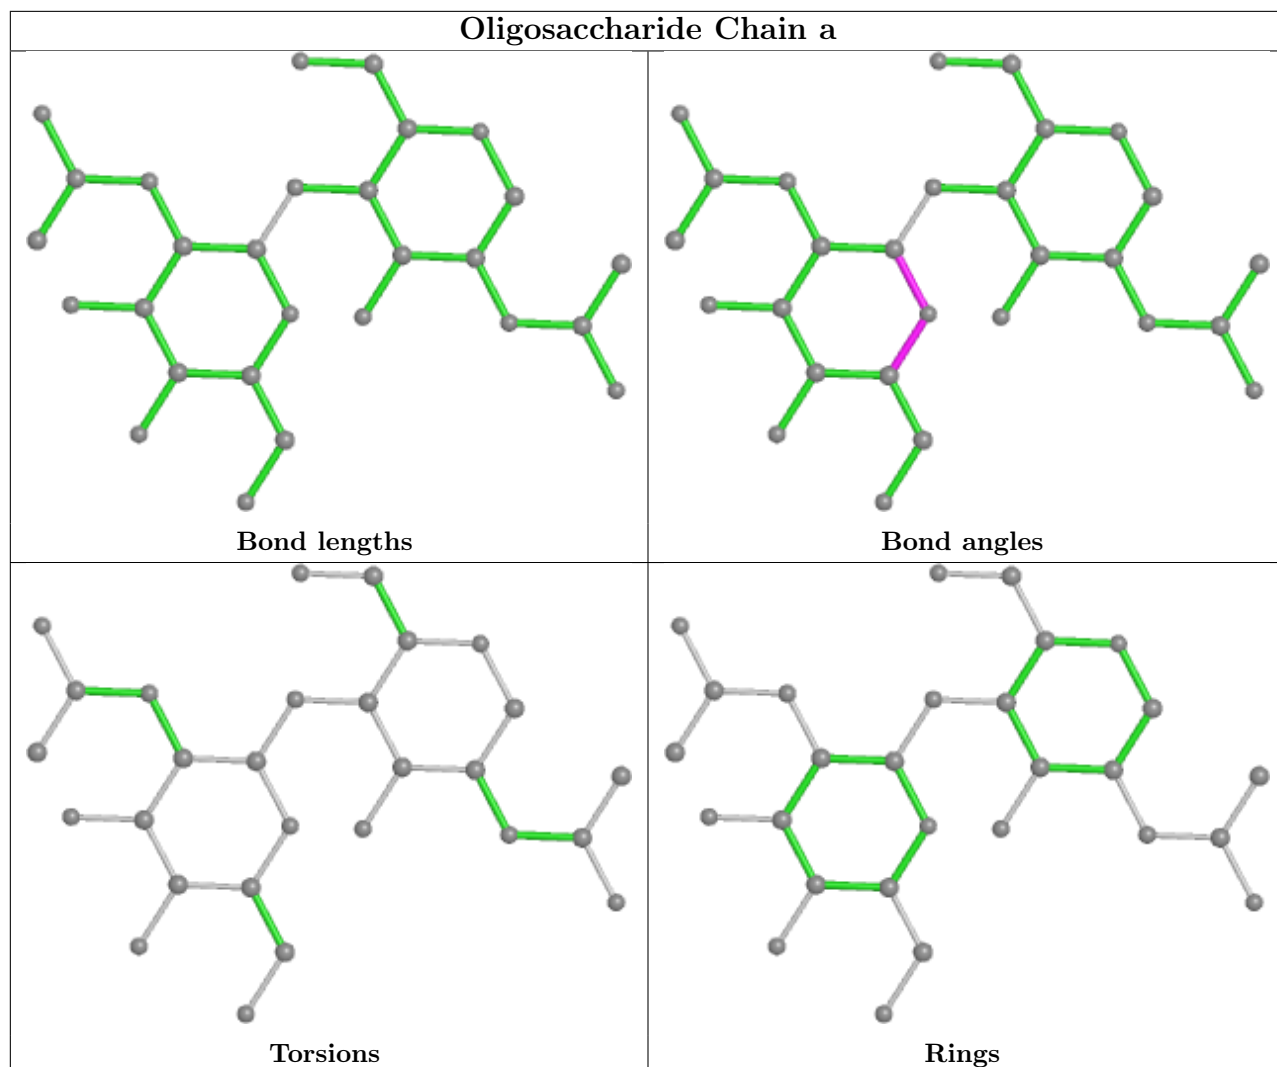 Oligosaccharide Chain a
Bond lengths
Bond angles
Torsions
Rings